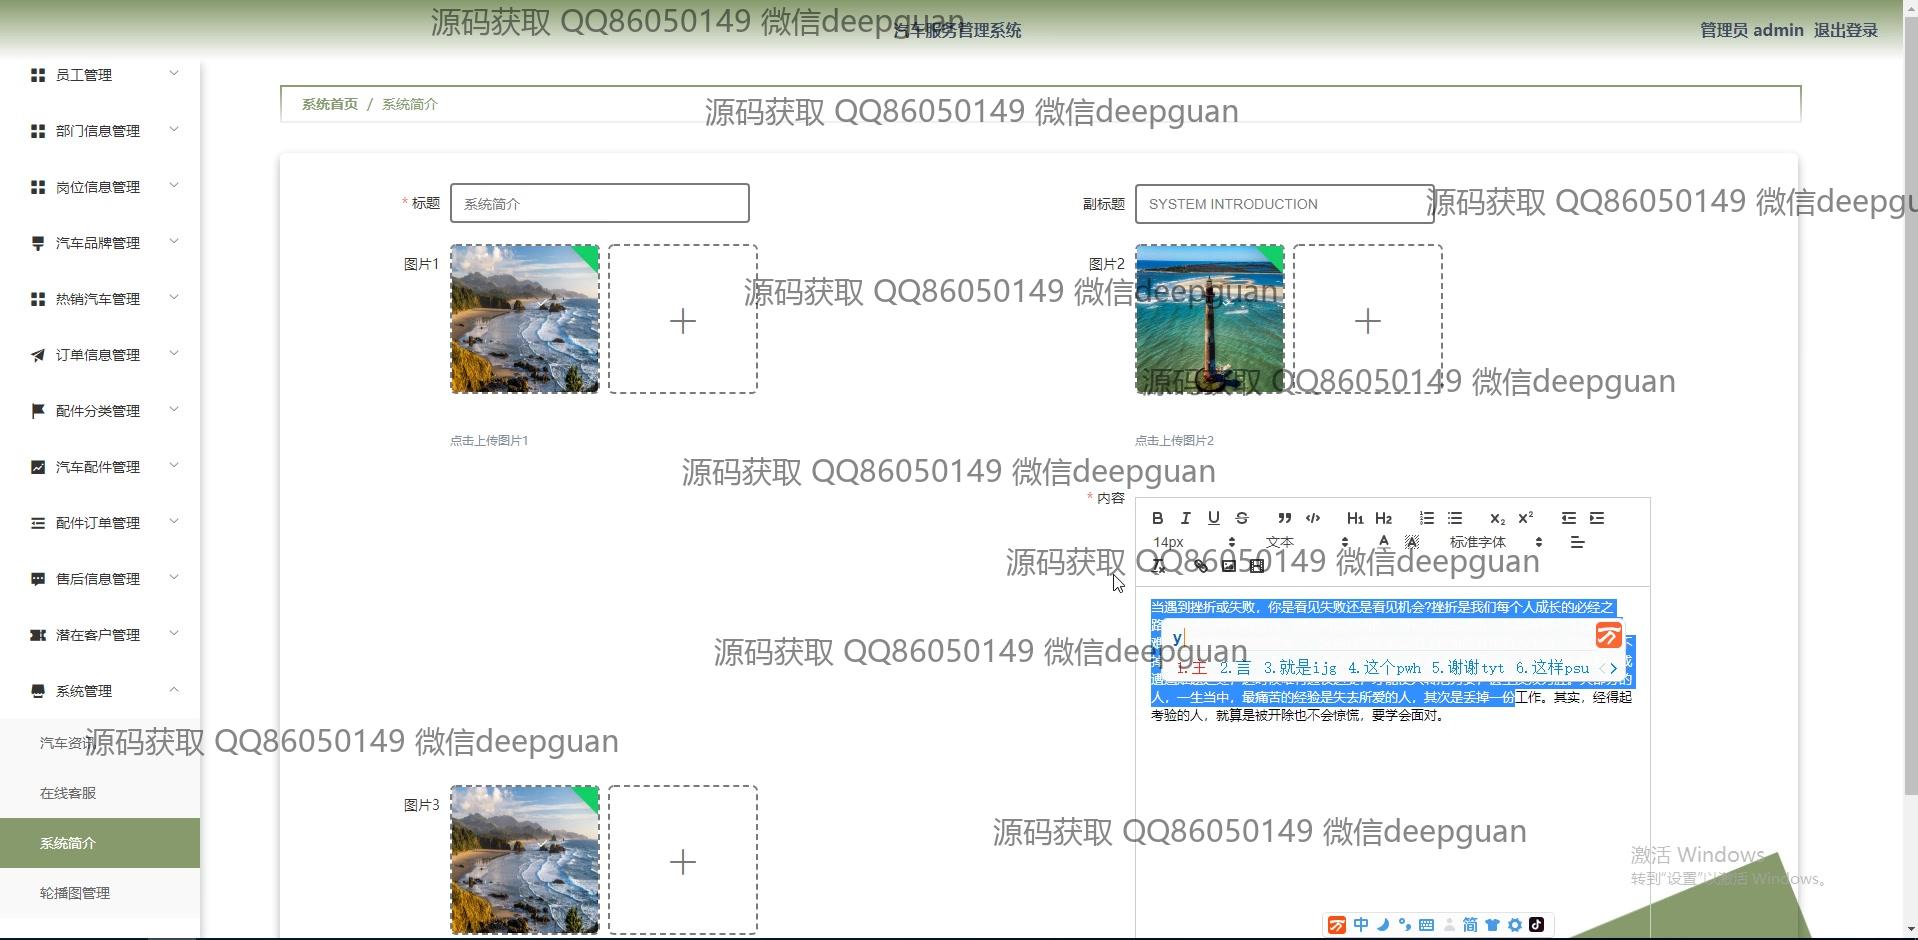 源码获取 QQ86050149 微信deepguan
汽车服务管理系统
管理员 admin 退出登录
员工管理
部门信息管理
岗位信息管理
汽车品牌管理
热销汽车管理
订单信息管理
配件分类管理
汽车配件管理
配件订单管理
售后信息管理
潜在客户管理
系统管理
汽车资讯
在线客服
系统简介
轮播图管理
系统首页 / 系统简介
源码获取 QQ86050149 微信deepguan
* 标题 系统简介
副标题 SYSTEM INTRODUCTION
源码获取 QQ86050149 微信deepgu
图片1
图片2
源码获取 QQ86050149 微信deepguan
源码获取 QQ86050149 微信deepguan
点击上传图片1
点击上传图片2
源码获取 QQ86050149 微信deepguan
* 内容
B I U S H1 H2 X2 X2
14px 文本 A A 标准字体
源码获取 QQ86050149 微信deepguan
当遇到挫折或失败，你是看见失败还是看见机会?挫折是我们每个人成长的必经之
路
y
1.主 2.言 3.就是ijg 4.这个pwh 5.谢谢tyt 6.这样psu
源码获取 QQ86050149 微信deepguan
人，一生当中，最痛苦的经验是失去所爱的人，其次是丢掉一份工作。其实，经得起
考验的人，就算是被开除也不会惊慌，要学会面对。
源码获取 QQ86050149 微信deepguan
图片3
源码获取 QQ86050149 微信deepguan
激活 Windows
转到“设置”以激活 Windows。
中 简